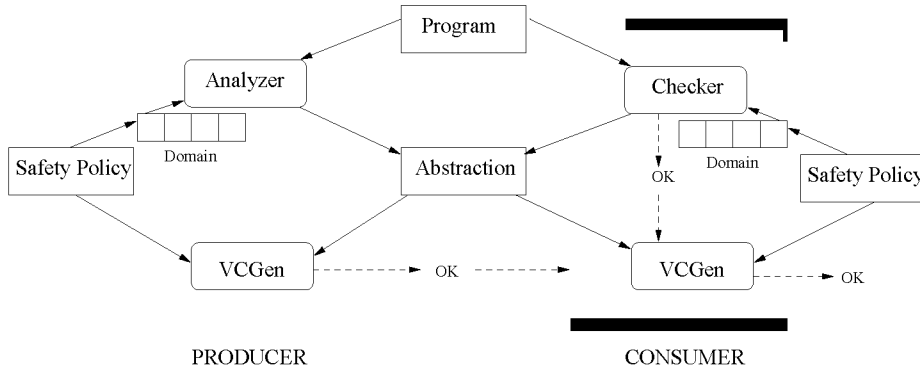 Program
Analyzer
Checker
Domain
Domain
Safety Policy
Abstraction
OK
Safety Policy
VCGen
OK
VCGen
OK
PRODUCER
CONSUMER